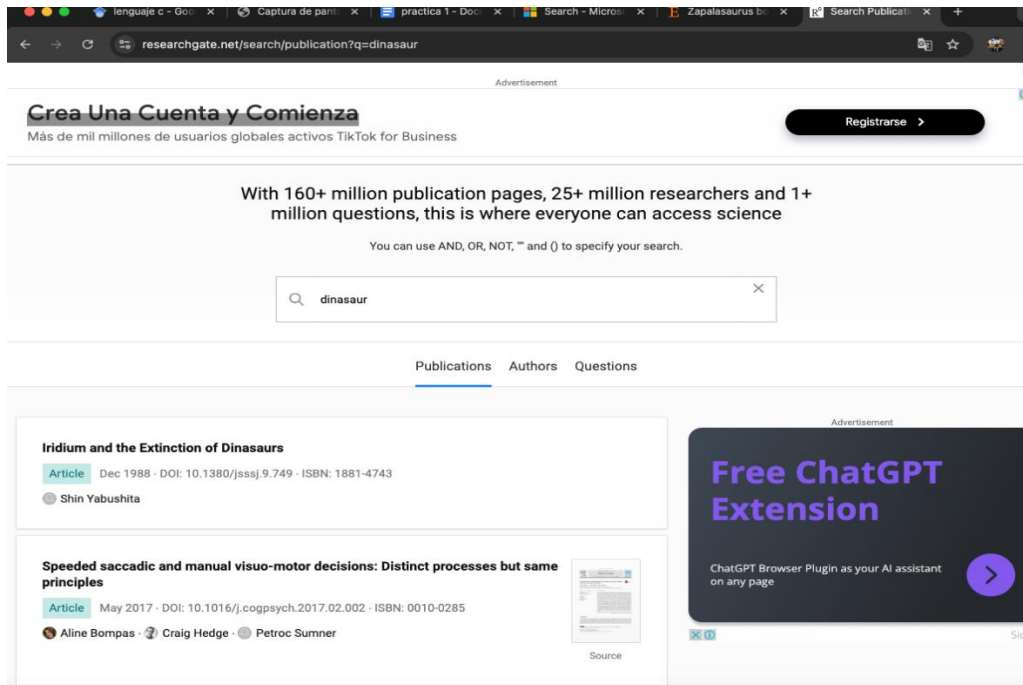 lenguaje c - Goo
Captura de pant
practica 1 - Docu
Search - Microso
Zapalasaurus bo
Search Publicati
researchgate.net/search/publication?q=dinasaur
Advertisement
Crea Una Cuenta y Comienza
Más de mil millones de usuarios globales activos TikTok for Business
Registrarse
With 160+ million publication pages, 25+ million researchers and 1+
million questions, this is where everyone can access science
You can use AND, OR, NOT, "" and () to specify your search.
dinasaur
Publications Authors Questions
Iridium and the Extinction of Dinasaurs
Article Dec 1988 · DOI: 10.1380/jsssj.9.749 · ISBN: 1881-4743
Shin Yabushita
Speeded saccadic and manual visuo-motor decisions: Distinct processes but same
principles
Article May 2017 · DOI: 10.1016/j.cogpsych.2017.02.002 · ISBN: 0010-0285
Aline Bompas · Craig Hedge · Petroc Sumner
Source
Advertisement
Free ChatGPT
Extension
ChatGPT Browser Plugin as your AI assistant
on any page